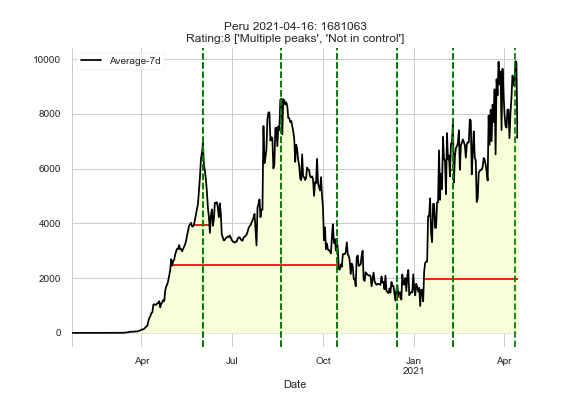 Peru 2021-04-16: 1681063
Rating:8 ['Multiple peaks', 'Not in control']
Average-7d
10000
8000
6000
4000
2000
0
Apr Jul Oct Jan Apr
2021
Date